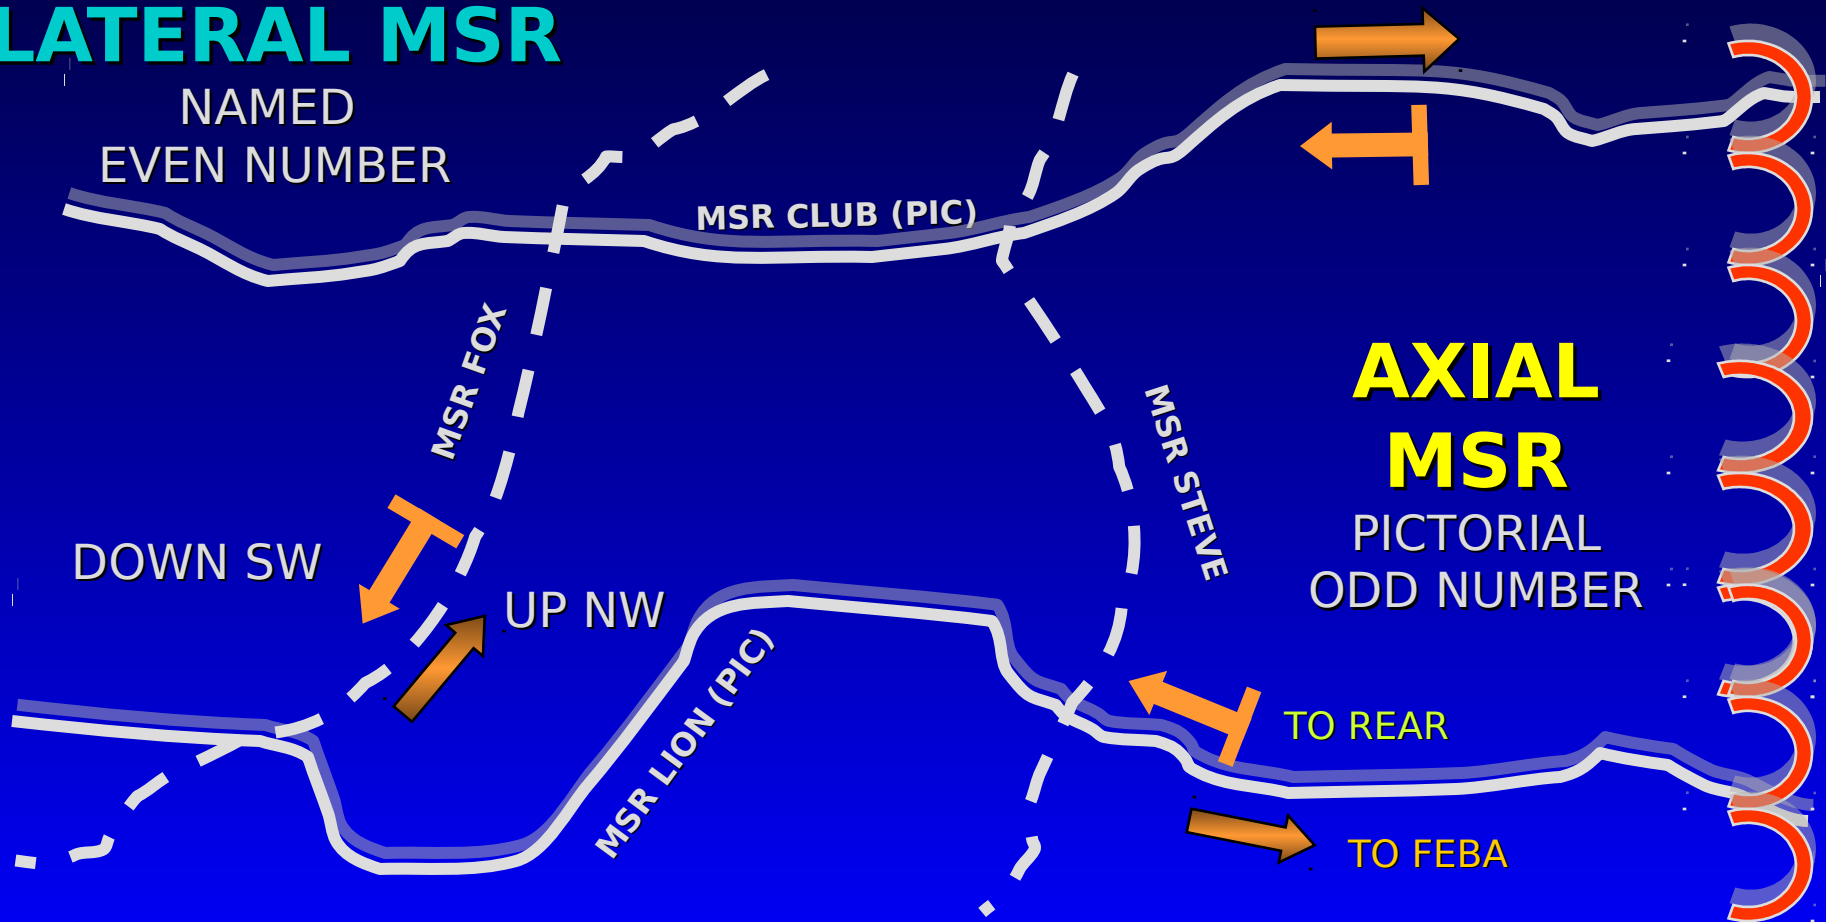 LATERAL MSR
NAMED
EVEN NUMBER
MSR CLUB (PIC)
MSR FOX
MSR STEVE
AXIAL
MSR
PICTORIAL
ODD NUMBER
DOWN SW
UP NW
MSR LION (PIC)
TO REAR
TO FEBA